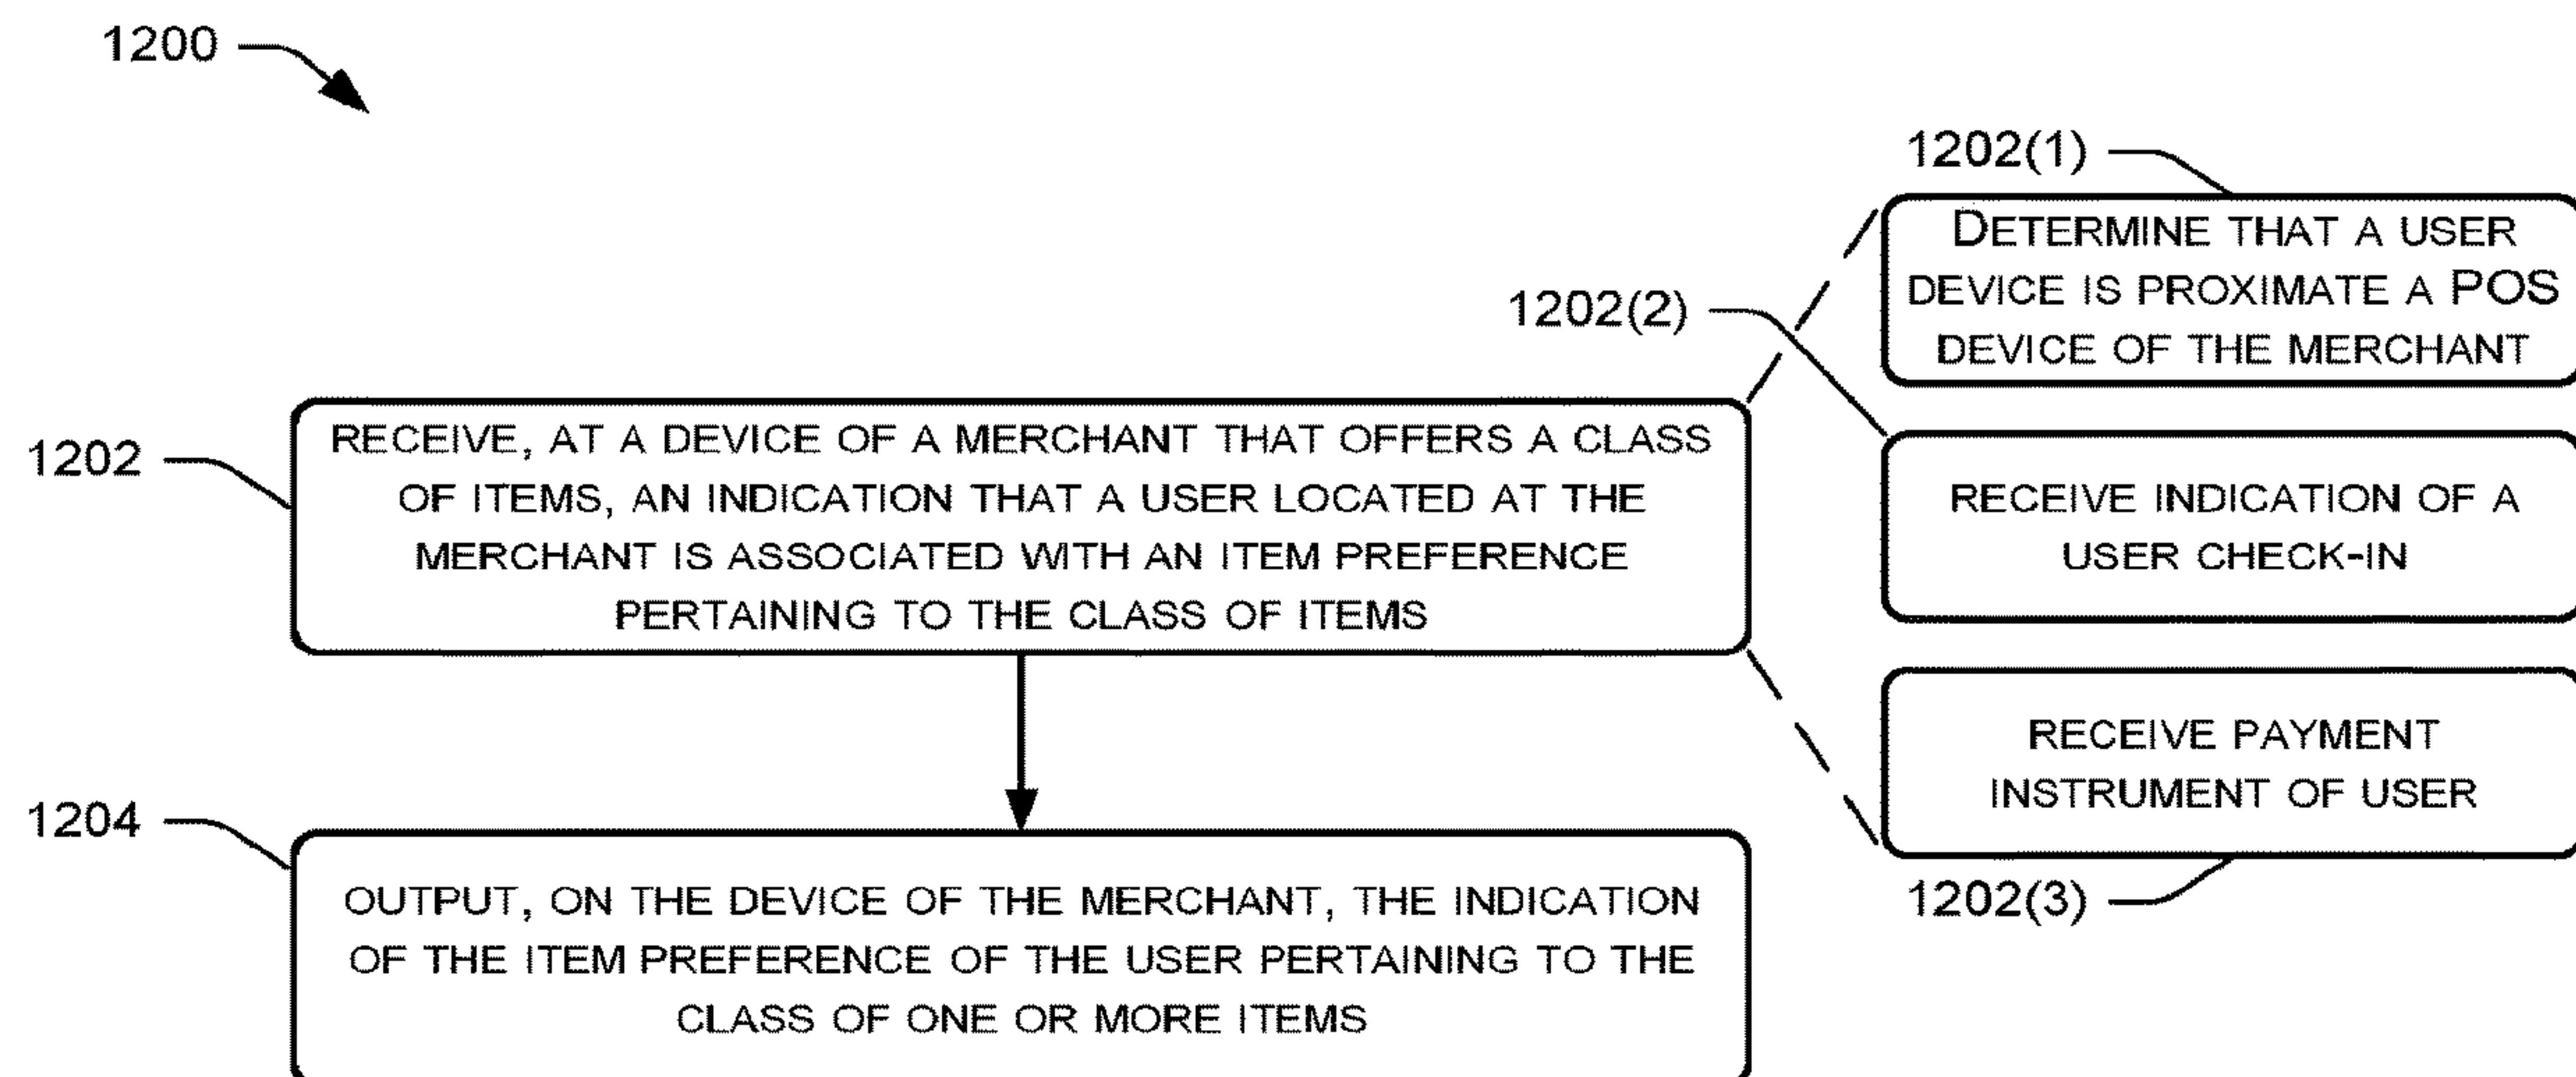 1200
1202(1)
DETERMINE THAT A USER
DEVICE IS PROXIMATE A POS
DEVICE OF THE MERCHANT
1202(2)
1202
RECEIVE, AT A DEVICE OF A MERCHANT THAT OFFERS A CLASS
OF ITEMS, AN INDICATION THAT A USER LOCATED AT THE
MERCHANT IS ASSOCIATED WITH AN ITEM PREFERENCE
PERTAINING TO THE CLASS OF ITEMS
RECEIVE INDICATION OF A
USER CHECK-IN
RECEIVE PAYMENT
INSTRUMENT OF USER
1202(3)
1204
OUTPUT, ON THE DEVICE OF THE MERCHANT, THE INDICATION
OF THE ITEM PREFERENCE OF THE USER PERTAINING TO THE
CLASS OF ONE OR MORE ITEMS